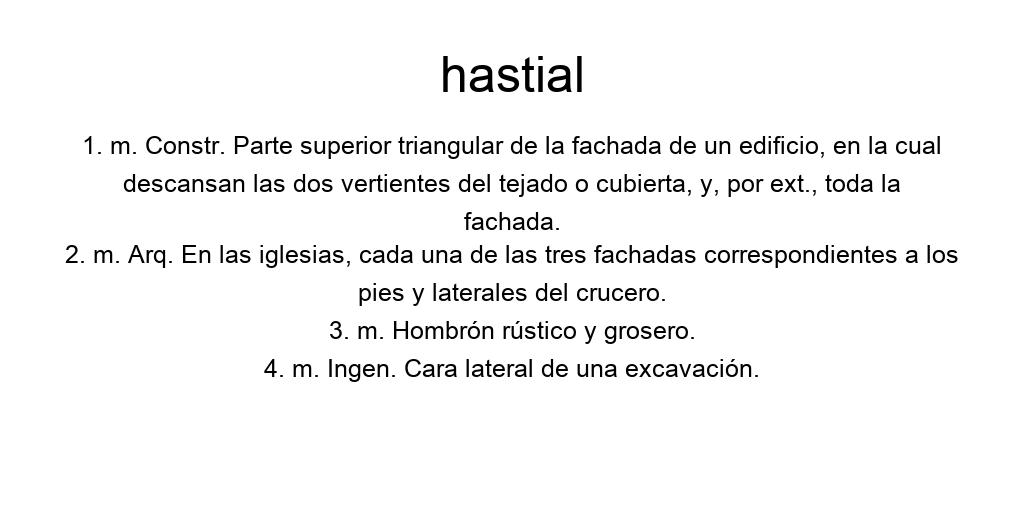 hastial
1. m. Constr. Parte superior triangular de la fachada de un edificio, en la cual
descansan las dos vertientes del tejado o cubierta, y, por ext., toda la
fachada.
2. m. Arq. En las iglesias, cada una de las tres fachadas correspondientes a los
pies y laterales del crucero.
3. m. Hombrón rústico y grosero.
4. m. Ingen. Cara lateral de una excavación.